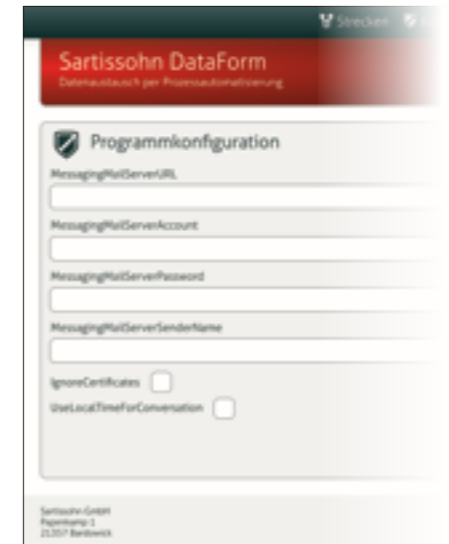 Strecken
Sartissohn DataForm
Datenaustausch per Prozessautomatisierung
Programmkonfiguration
MessagingMailServerURL
MessagingMailServerAccount
MessagingMailServerPassword
MessagingMailServerSenderName
IgnoreCertificates
UseLocalTimeForConversation
Sartissohn GmbH
Papenkamp 1
21357 Bardowick